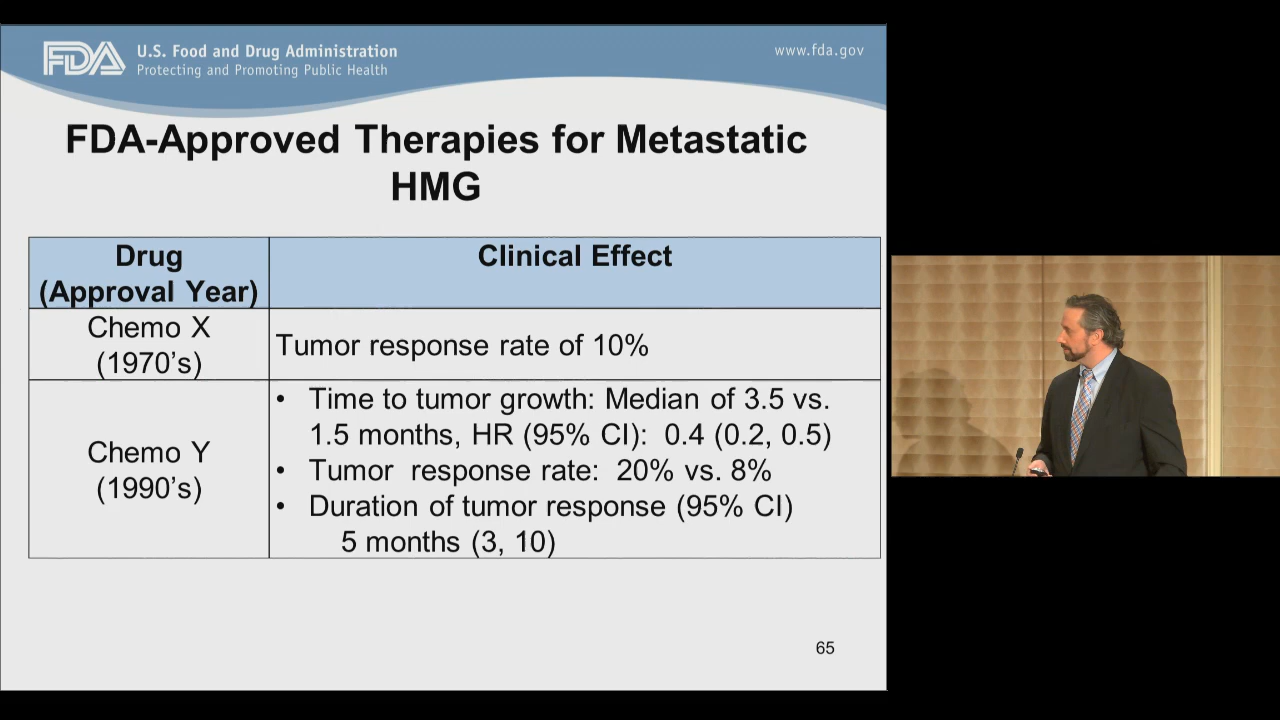 FDA U.S. Food and Drug Administration
Protecting and Promoting Public Health
www.fda.gov
FDA-Approved Therapies for Metastatic
HMG
Drug
(Approval Year)
Clinical Effect
Chemo X
(1970's)
Tumor response rate of 10%
Chemo Y
(1990's)
• Time to tumor growth: Median of 3.5 vs.
1.5 months, HR (95% CI): 0.4 (0.2, 0.5)
• Tumor response rate: 20% vs. 8%
• Duration of tumor response (95% CI)
5 months (3, 10)
65